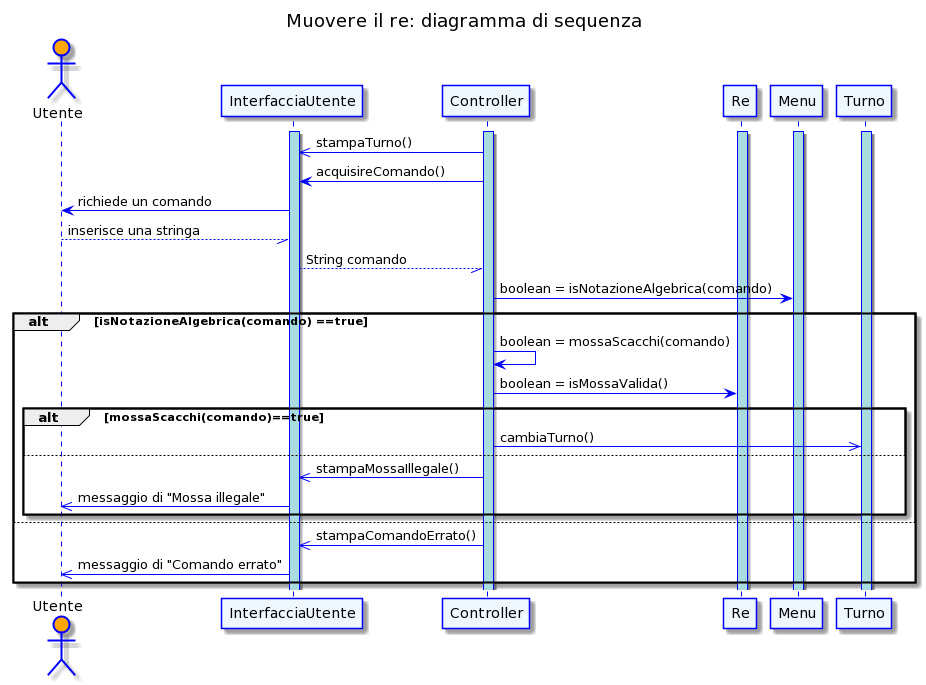 Muovere il re: diagramma di sequenza
Utente
InterfacciaUtente
Controller
Re
Menu
Turno
stampaTurno()
acquisireComando()
richiede un comando
inserisce una stringa
String comando
boolean = isNotazioneAlgebrica(comando)
alt [isNotazioneAlgebrica(comando) ==true]
boolean = mossaScacchi(comando)
boolean = isMossaValida()
alt [mossaScacchi(comando)==true]
cambiaTurno()
stampaMossaIllegale()
messaggio di "Mossa illegale"
stampaComandoErrato()
messaggio di "Comando errato"
Utente
InterfacciaUtente
Controller
Re
Menu
Turno